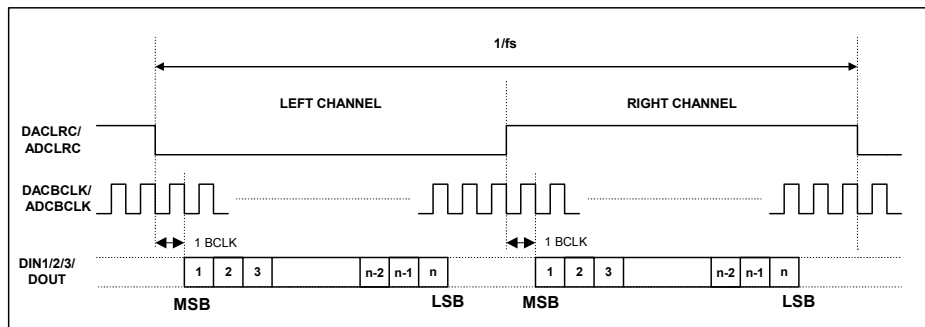 1/fs
LEFT CHANNEL RIGHT CHANNEL
DACLRC/
ADCLRC
DACBCLK/
ADCBCLK
1 BCLK 1 BCLK
DIN1/2/3/
DOUT
1 2 3 n-2 n-1 n 1 2 3 n-2 n-1 n
MSB LSB MSB LSB